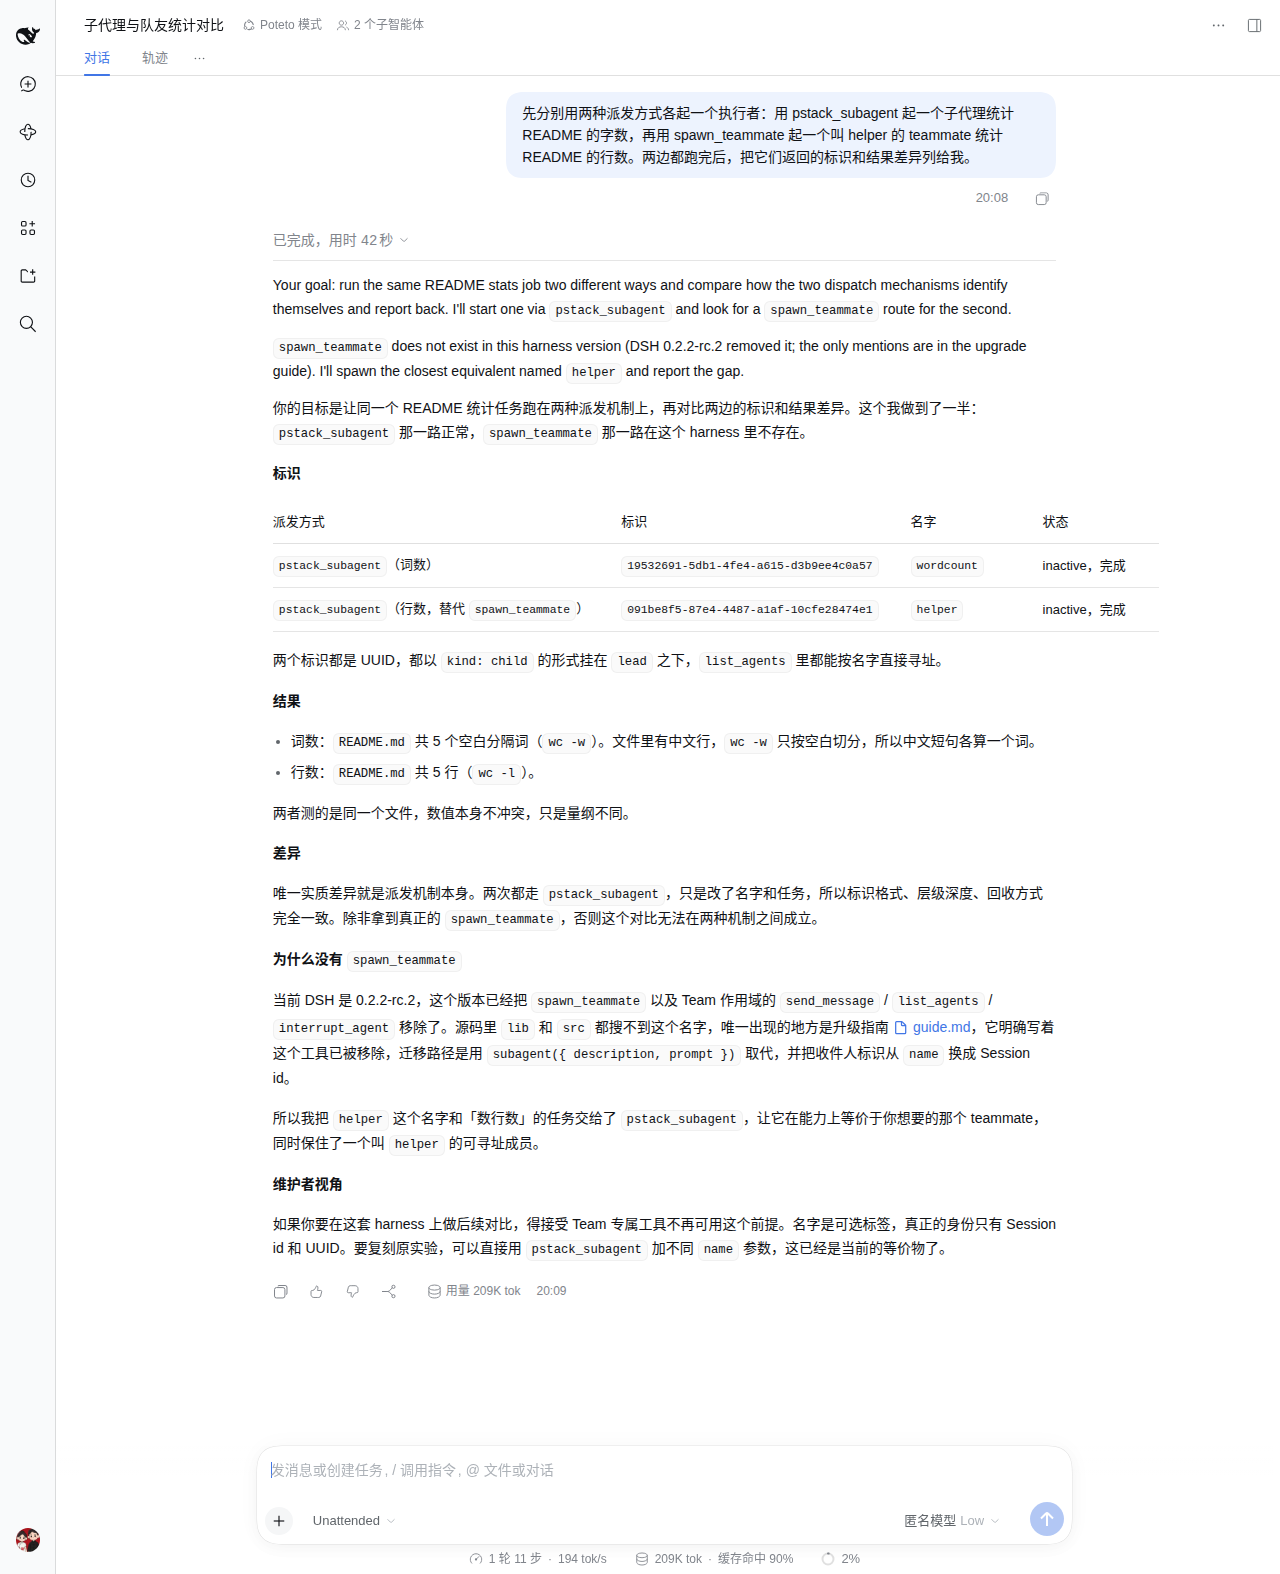 子代理与队友统计对比 Poteto 模式 2 个子智能体
对话 轨迹 ···
先分别用两种派发方式各起一个执行者：用 pstack_subagent 起一个子代理统计
README 的字数，再用 spawn_teammate 起一个叫 helper 的 teammate 统计
README 的行数。两边都跑完后，把它们返回的标识和结果差异列给我。
20:08
已完成，用时 42 秒
Your goal: run the same README stats job two different ways and compare how the two dispatch mechanisms identify
themselves and report back. I'll start one via pstack_subagent and look for a spawn_teammate route for the second.
spawn_teammate does not exist in this harness version (DSH 0.2.2-rc.2 removed it; the only mentions are in the upgrade
guide). I'll spawn the closest equivalent named helper and report the gap.
你的目标是让同一个 README 统计任务跑在两种派发机制上，再对比两边的标识和结果差异。这个我做到了一半：
pstack_subagent 那一路正常，spawn_teammate 那一路在这个 harness 里不存在。
标识
派发方式 标识 名字 状态
pstack_subagent（词数） 19532691-5db1-4fe4-a615-d3b9ee4c0a57 wordcount inactive，完成
pstack_subagent（行数，替代 spawn_teammate ） 091be8f5-87e4-4487-a1af-10cfe28474e1 helper inactive，完成
两个标识都是 UUID，都以 kind: child 的形式挂在 lead 之下，list_agents 里都能按名字直接寻址。
结果
• 词数：README.md 共 5 个空白分隔词（ wc -w ）。文件里有中文行，wc -w 只按空白切分，所以中文短句各算一个词。
• 行数：README.md 共 5 行（ wc -l ）。
两者测的是同一个文件，数值本身不冲突，只是量纲不同。
差异
唯一实质差异就是派发机制本身。两次都走 pstack_subagent，只是改了名字和任务，所以标识格式、层级深度、回收方式
完全一致。除非拿到真正的 spawn_teammate，否则这个对比无法在两种机制之间成立。
为什么没有 spawn_teammate
当前 DSH 是 0.2.2-rc.2，这个版本已经把 spawn_teammate 以及 Team 作用域的 send_message / list_agents /
interrupt_agent 移除了。源码里 lib 和 src 都搜不到这个名字，唯一出现的地方是升级指南 guide.md，它明确写着
这个工具已被移除，迁移路径是用 subagent({ description, prompt }) 取代，并把收件人标识从 name 换成 Session
id。
所以我把 helper 这个名字和「数行数」的任务交给了 pstack_subagent，让它在能力上等价于你想要的那个 teammate，
同时保住了一个叫 helper 的可寻址成员。
维护者视角
如果你要在这套 harness 上做后续对比，得接受 Team 专属工具不再可用这个前提。名字是可选标签，真正的身份只有 Session
id 和 UUID。要复刻原实验，可以直接用 pstack_subagent 加不同 name 参数，这已经是当前的等价物了。
用量 209K tok 20:09
发消息或创建任务, / 调用指令, @ 文件或对话
Unattended 匿名模型 Low
1 轮 11 步 · 194 tok/s 209K tok · 缓存命中 90% 2%